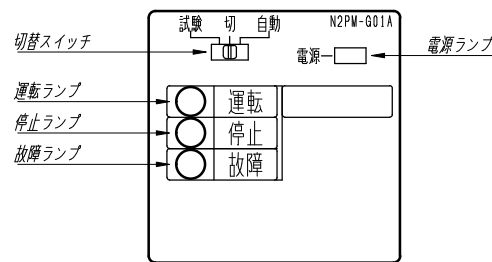 試験 切 自動 N2PM-G01A
切替スイッチ
電源
電源ランプ
運転ランプ
運転
停止ランプ
停止
故障ランプ
故障